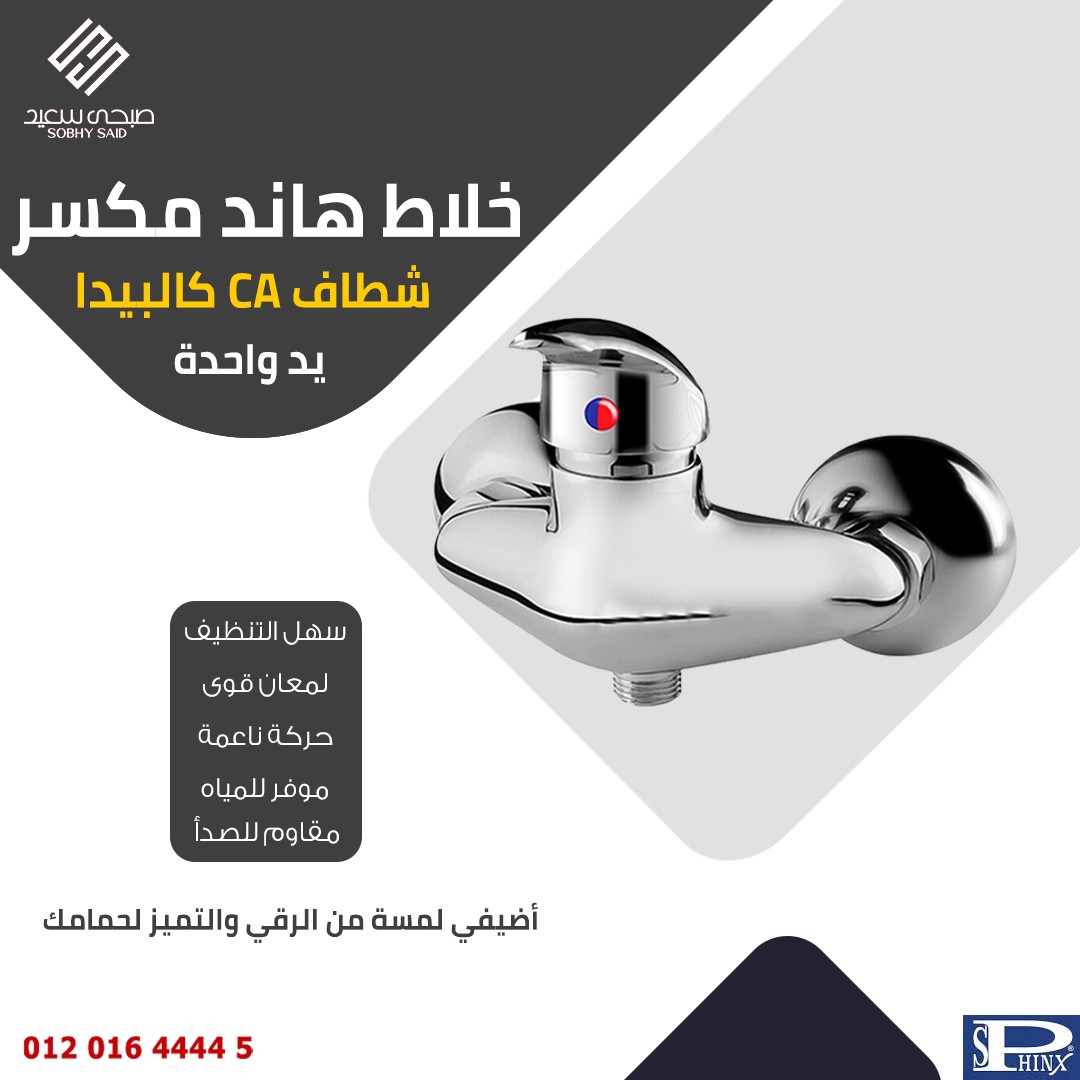 صبحى سعيد
SOBHY SAID
خلاط هاند مكسر
شطاف CA كالبيدا
يد واحدة
سهل التنظيف
لمعان قوى
حركة ناعمة
موفر للمياه
مقاوم للصدأ
أضيفي لمسة من الرقي والتميز لحمامك
012 016 4444 5
SPHINX®